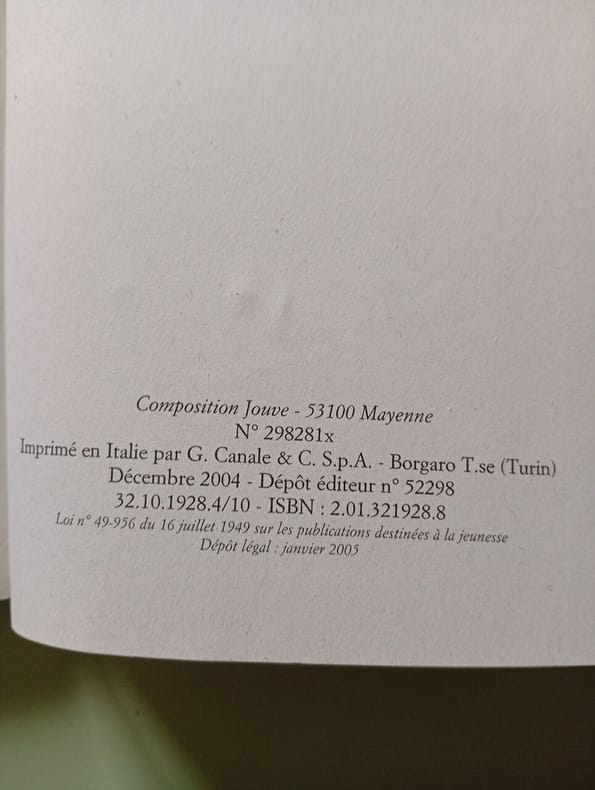 Composition Jouve - 53100 Mayenne
N° 298281x
Imprimé en Italie par G. Canale & C. S.p.A. - Borgaro T.se (Turin)
Décembre 2004 - Dépôt éditeur n° 52298
32.10.1928.4/10 - ISBN : 2.01.321928.8
Loi n° 49-956 du 16 juillet 1949 sur les publications destinées à la jeunesse
Dépôt légal : janvier 2005